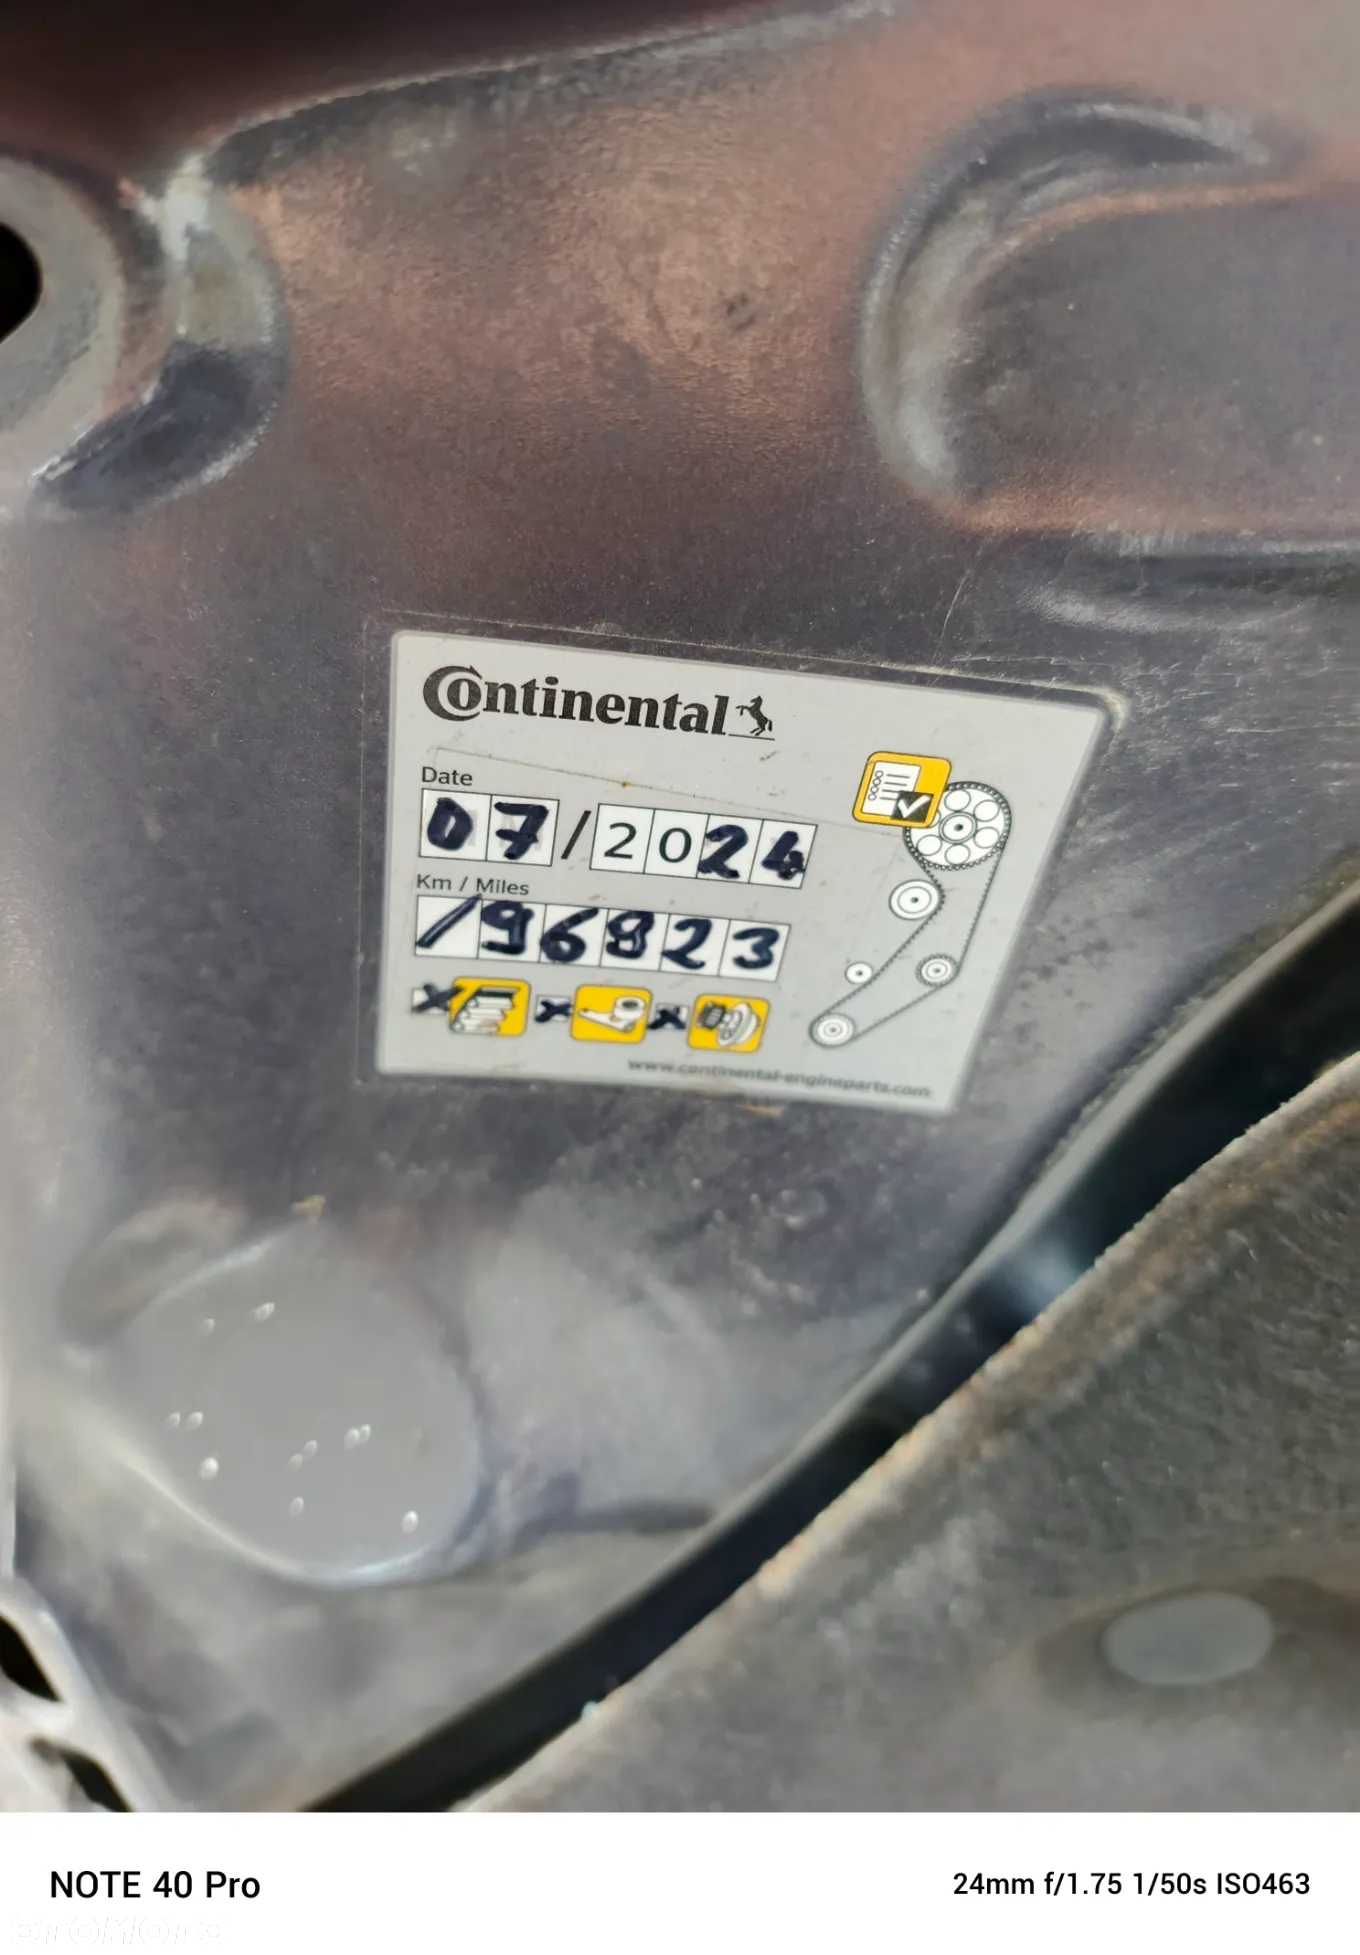 Continental
Date
07/2024
Km / Miles
/96823
x x x
www.continental-engineparts.com
NOTE 40 Pro
24mm f/1.75 1/50s ISO463
OTOMOTO